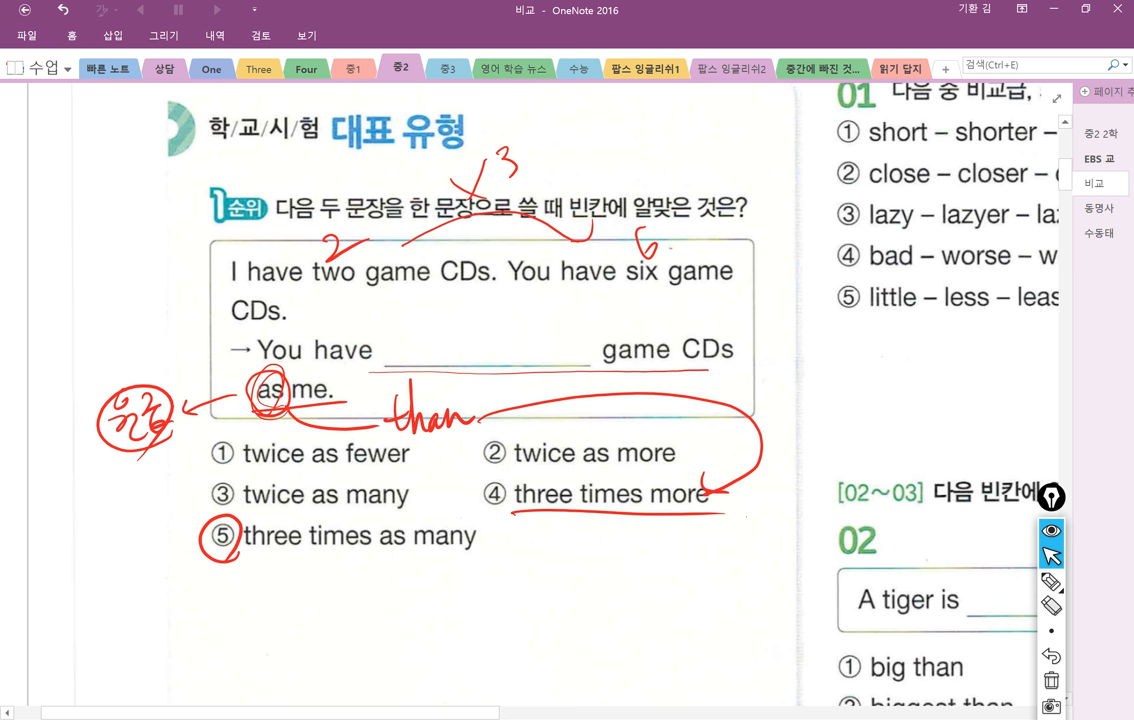 비교 - OneNote 2016
기환 김
파일 홈 삽입 그리기 내역 검토 보기
수업 빠른 노트 상담 One Three Four 중1 중2 중3 영어 학습 뉴스 수능 팝스 잉글리쉬1 팝스 잉글리쉬2 중간에 빠진 것... 읽기 답지 + 검색(Ctrl+E)
페이지 추
중2 2학
EBS 교
비교
동명사
수동태
학/교/시/험 대표 유형
×3
1순위 다음 두 문장을 한 문장으로 쓸 때 빈칸에 알맞은 것은?
2 6
I have two game CDs. You have six game
CDs.
→ You have ____________ game CDs
as me.
than
① twice as fewer ② twice as more
③ twice as many ④ three times more
⑤ three times as many
01 다음 중 비교급,
① short – shorter –
② close – closer –
③ lazy – lazyer – la
④ bad – worse – w
⑤ little – less – leas
[02~03] 다음 빈칸에
02
A tiger is ____
① big than
② biggest than